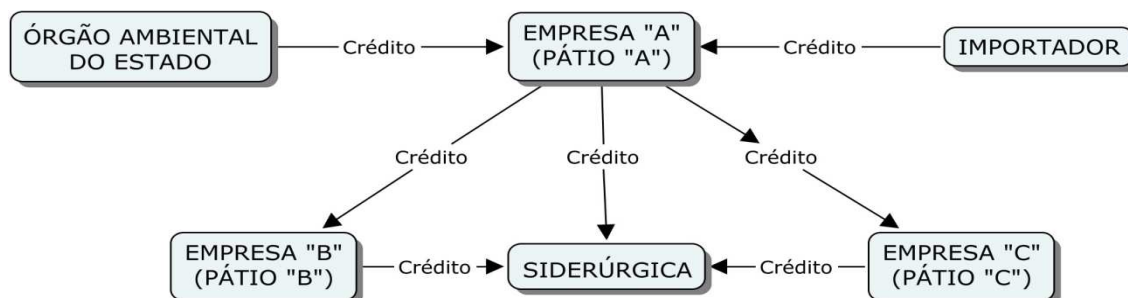 ÓRGÃO AMBIENTAL
DO ESTADO
Crédito
EMPRESA "A"
(PÁTIO "A")
Crédito
IMPORTADOR
Crédito
Crédito
Crédito
EMPRESA "B"
(PÁTIO "B")
Crédito
SIDERÚRGICA
Crédito
EMPRESA "C"
(PÁTIO "C")